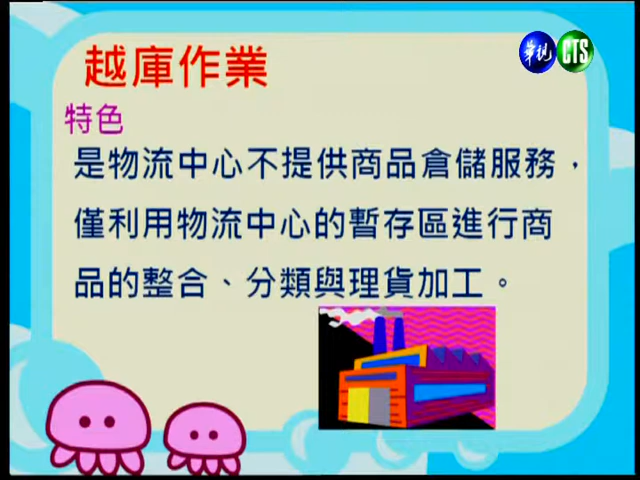 華視 CTS
越庫作業
特色
是物流中心不提供商品倉儲服務，
僅利用物流中心的暫存區進行商
品的整合、分類與理貨加工。